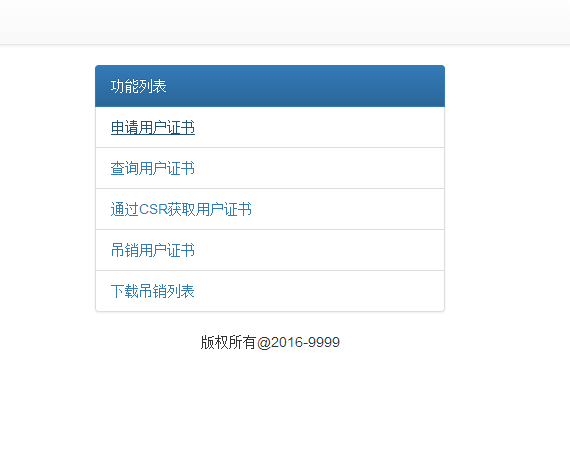 功能列表
申请用户证书
查询用户证书
通过CSR获取用户证书
吊销用户证书
下载吊销列表
版权所有@2016-9999